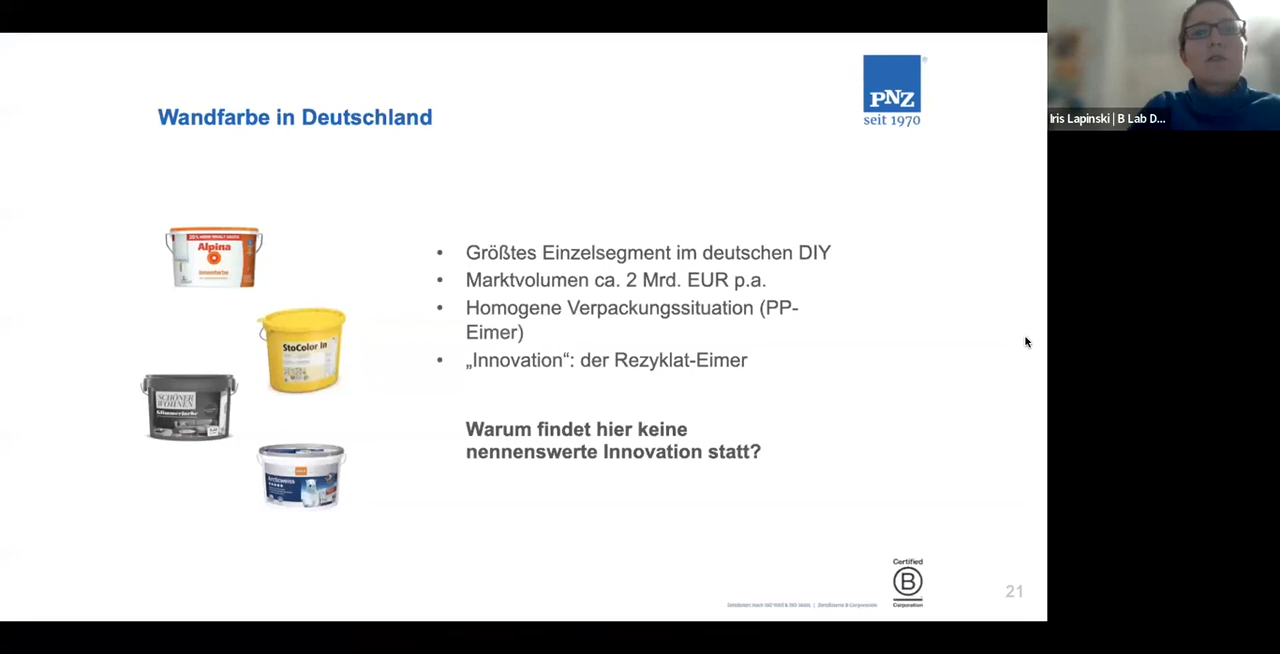 Wandfarbe in Deutschland
PNZ
®
seit 1970
Iris Lapinski | B Lab D...
Alpina
Innenfarbe
StoColor In
SCHÖNER
WOHNEN
Arcticweiss
• Größtes Einzelsegment im deutschen DIY
• Marktvolumen ca. 2 Mrd. EUR p.a.
• Homogene Verpackungssituation (PP-
Eimer)
• „Innovation“: der Rezyklat-Eimer
Warum findet hier keine
nennenswerte Innovation statt?
Certified
B
Corporation
21